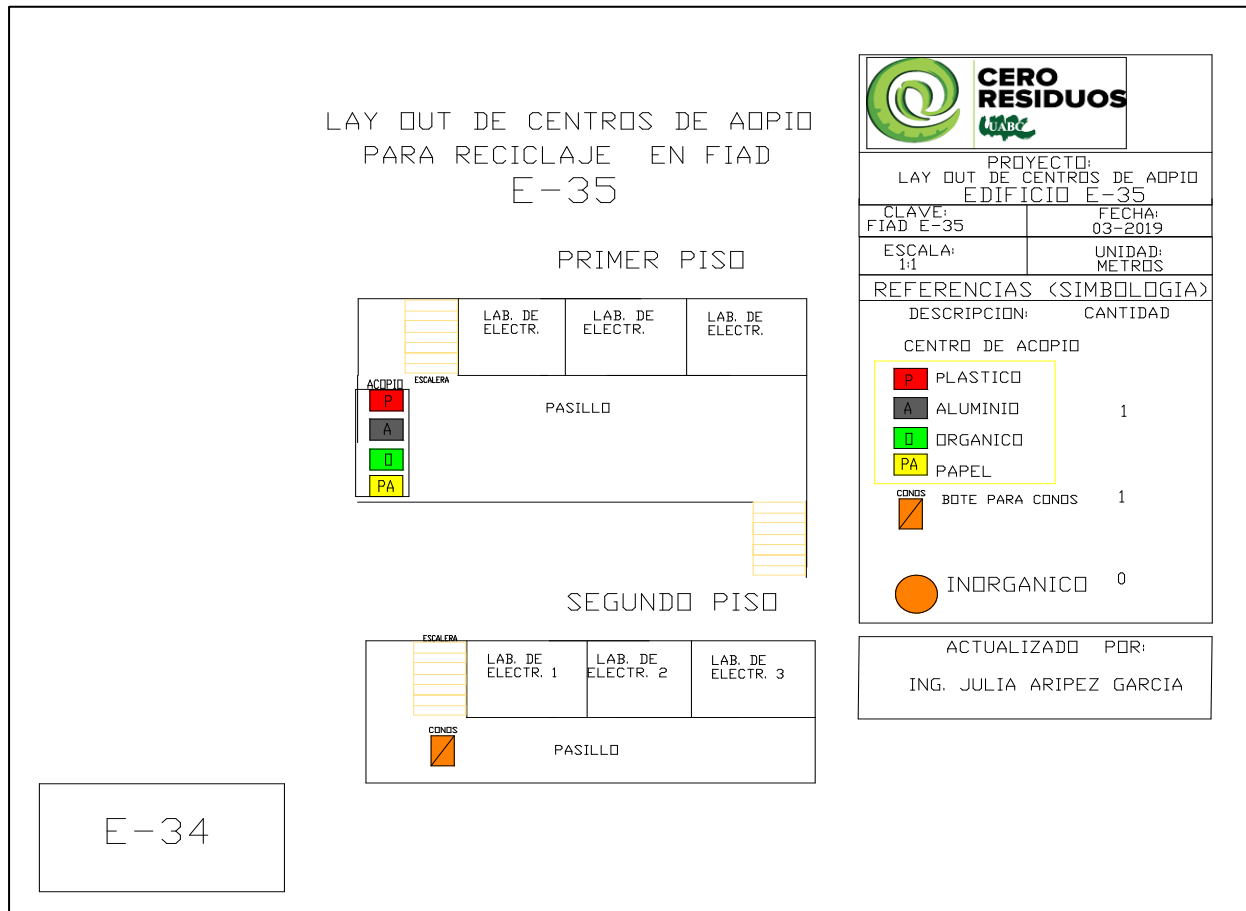 LAY OUT DE CENTROS DE AOPIO
PARA RECICLAJE EN FIAD
E-35
PRIMER PISO
LAB. DE
ELECTR.
LAB. DE
ELECTR.
LAB. DE
ELECTR.
ESCALERA
ACOPIO
P
A
O
PA
PASILLO
SEGUNDO PISO
ESCALERA
LAB. DE
ELECTR. 1
LAB. DE
ELECTR. 2
LAB. DE
ELECTR. 3
CONOS
PASILLO
E-34
CERO
RESIDUOS
UABC
PROYECTO:
LAY OUT DE CENTROS DE AOPIO
EDIFICIO E-35
CLAVE:
FIAD E-35
FECHA:
03-2019
ESCALA:
1:1
UNIDAD:
METROS
REFERENCIAS (SIMBOLOGIA)
DESCRIPCION: CANTIDAD
CENTRO DE ACOPIO
P PLASTICO
A ALUMINIO 1
O ORGANICO
PA PAPEL
CONOS
BOTE PARA CONOS 1
INORGANICO 0
ACTUALIZADO POR:
ING. JULIA ARIPEZ GARCIA